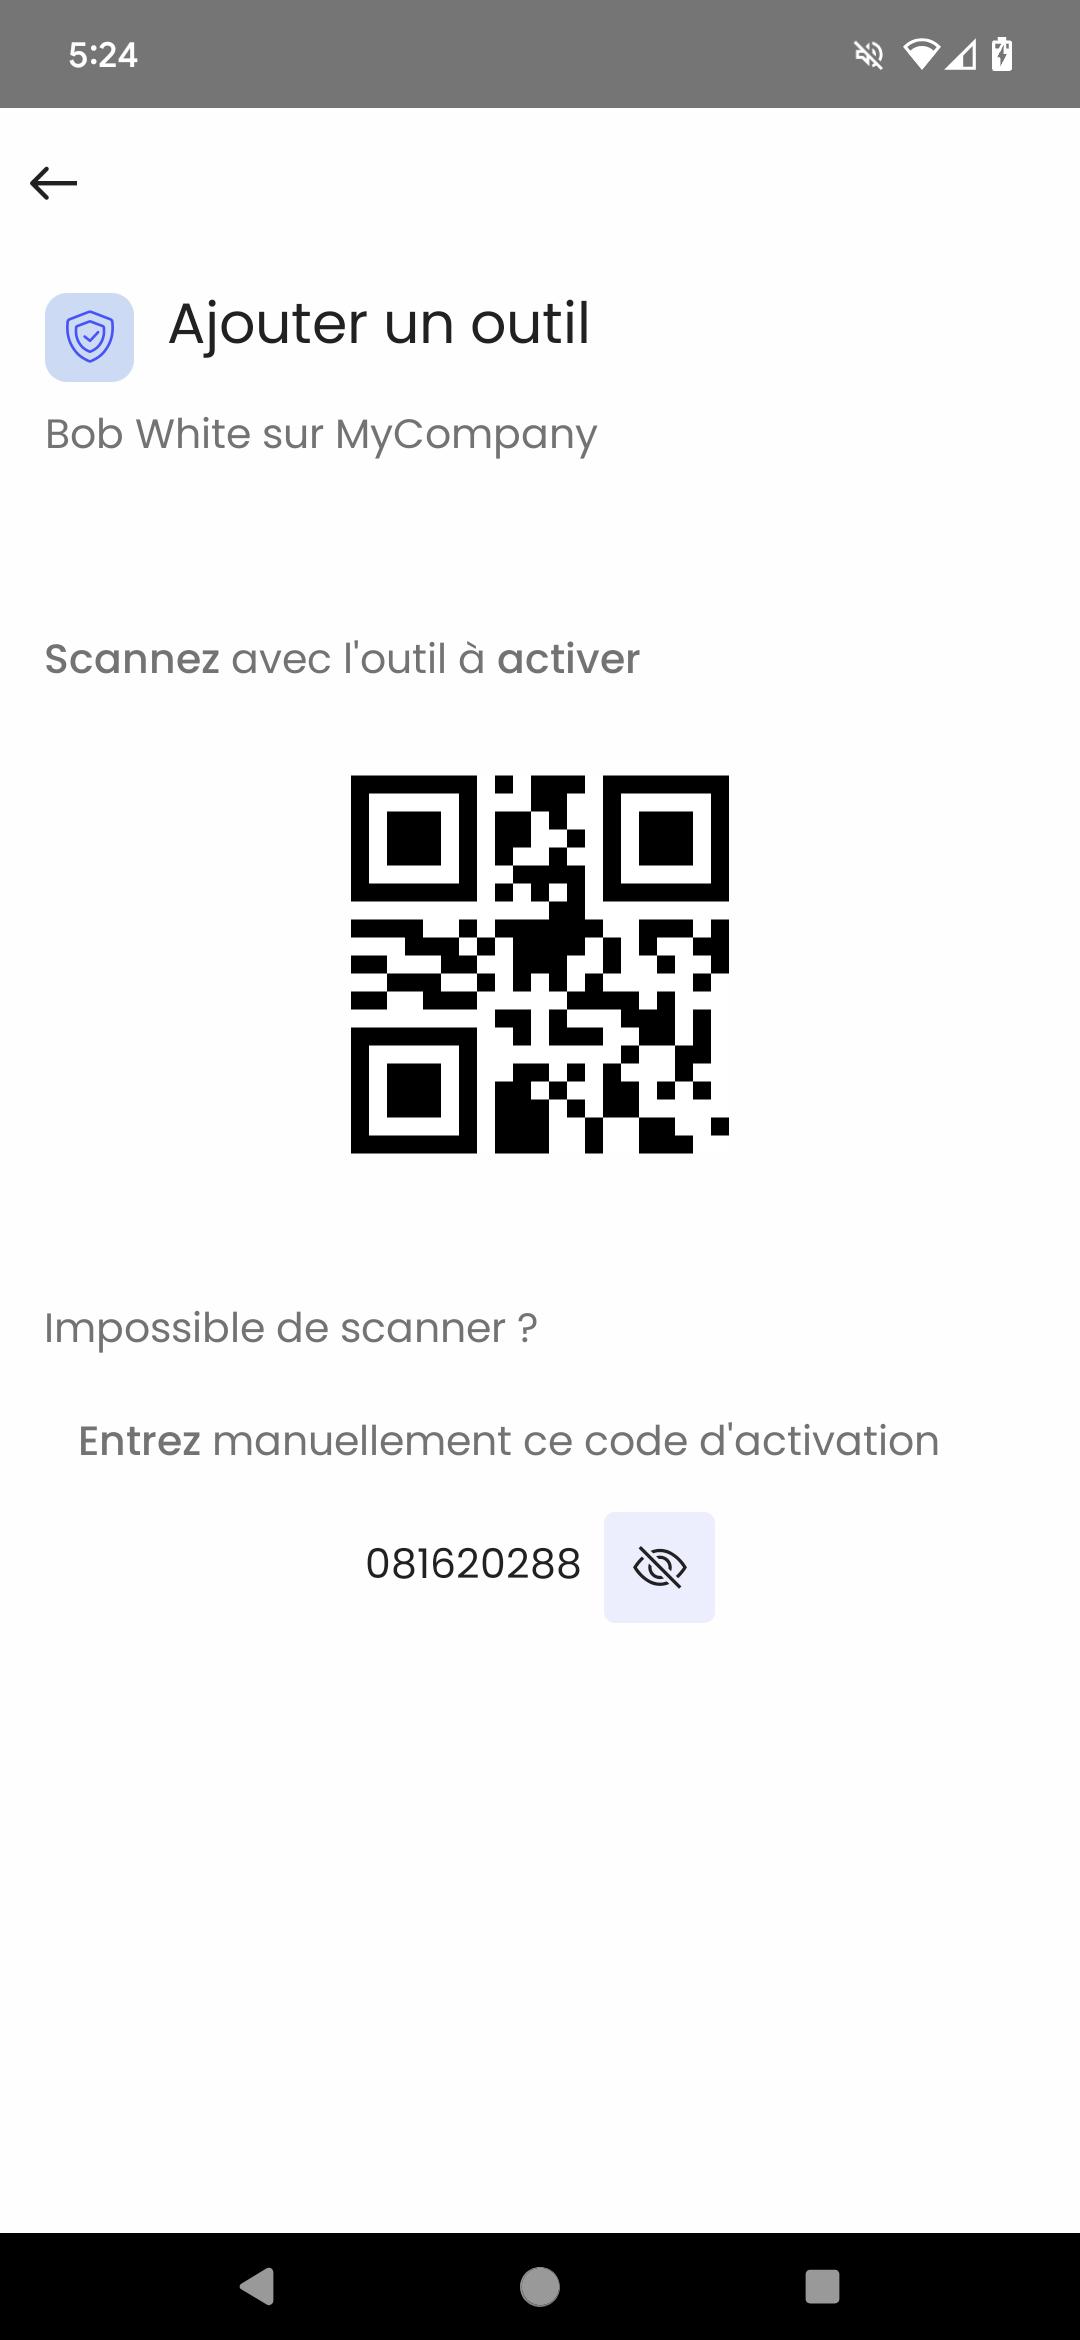 5:24
Ajouter un outil
Bob White sur MyCompany
Scannez avec l'outil à activer
Impossible de scanner ?
Entrez manuellement ce code d'activation
081620288